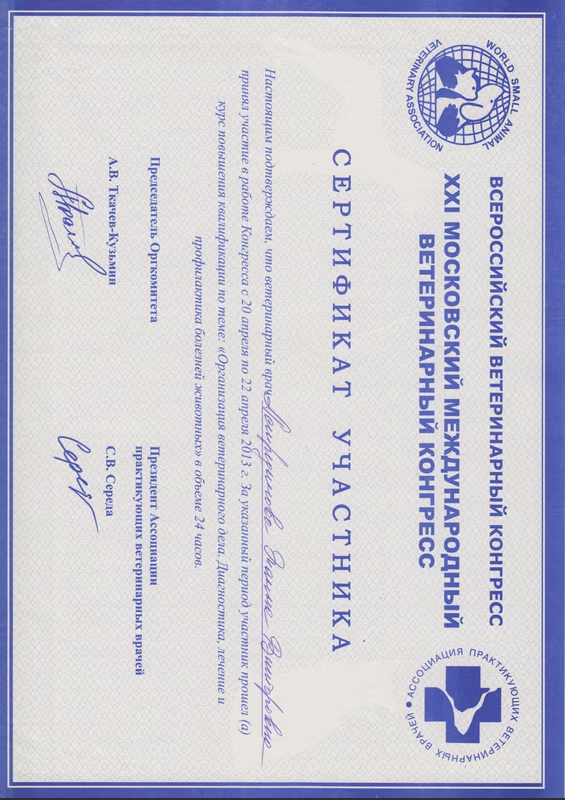 WORLD SMALL ANIMAL
VETERINARY ASSOCIATION
ВСЕРОССИЙСКИЙ ВЕТЕРИНАРНЫЙ КОНГРЕСС
XXI МОСКОВСКИЙ МЕЖДУНАРОДНЫЙ
ВЕТЕРИНАРНЫЙ КОНГРЕСС
АССОЦИАЦИЯ ПРАКТИКУЮЩИХ ВЕТЕРИНАРНЫХ ВРАЧЕЙ
СЕРТИФИКАТ УЧАСТНИКА
Настоящим подтверждаем, что ветеринарный врач Викторовна
принял участие в работе Конгресса с 20 апреля по 22 апреля 2013 г. За указанный период участник прошел (а)
курс повышения квалификации по теме: «Организация ветеринарного дела. Диагностика, лечение и
профилактика болезней животных» в объеме 24 часов.
Председатель Оргкомитета
А.В. Ткачев-Кузьмин
Президент Ассоциации
практикующих ветеринарных врачей
С.В. Середа